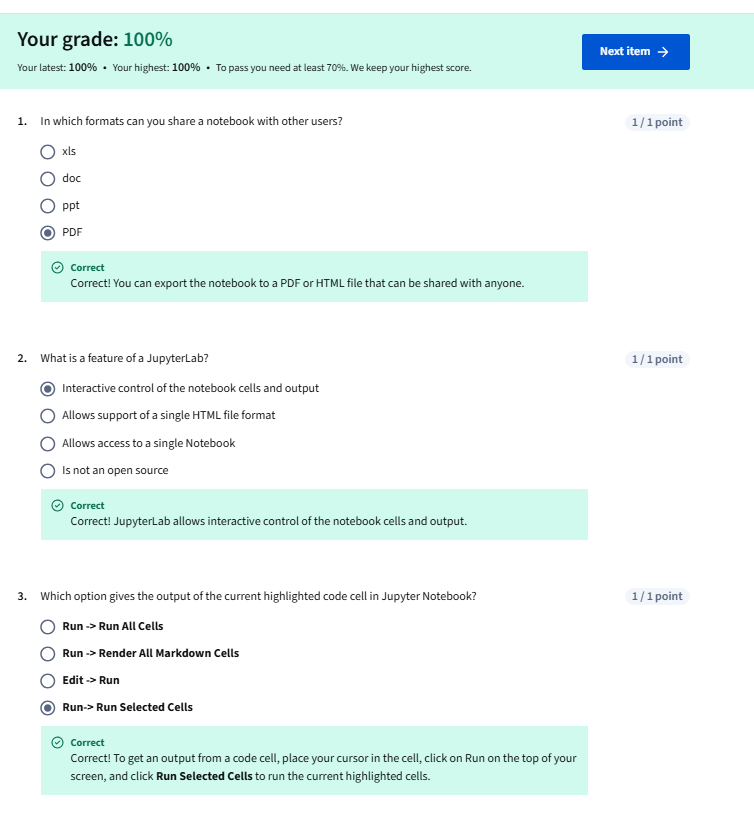 Your grade: 100%
Next item →
Your latest: 100% • Your highest: 100% • To pass you need at least 70%. We keep your highest score.
1. In which formats can you share a notebook with other users?
1 / 1 point
xls
doc
ppt
PDF
Correct
Correct! You can export the notebook to a PDF or HTML file that can be shared with anyone.
2. What is a feature of a JupyterLab?
1 / 1 point
Interactive control of the notebook cells and output
Allows support of a single HTML file format
Allows access to a single Notebook
Is not an open source
Correct
Correct! JupyterLab allows interactive control of the notebook cells and output.
3. Which option gives the output of the current highlighted code cell in Jupyter Notebook?
1 / 1 point
Run -> Run All Cells
Run -> Render All Markdown Cells
Edit -> Run
Run-> Run Selected Cells
Correct
Correct! To get an output from a code cell, place your cursor in the cell, click on Run on the top of your
screen, and click Run Selected Cells to run the current highlighted cells.